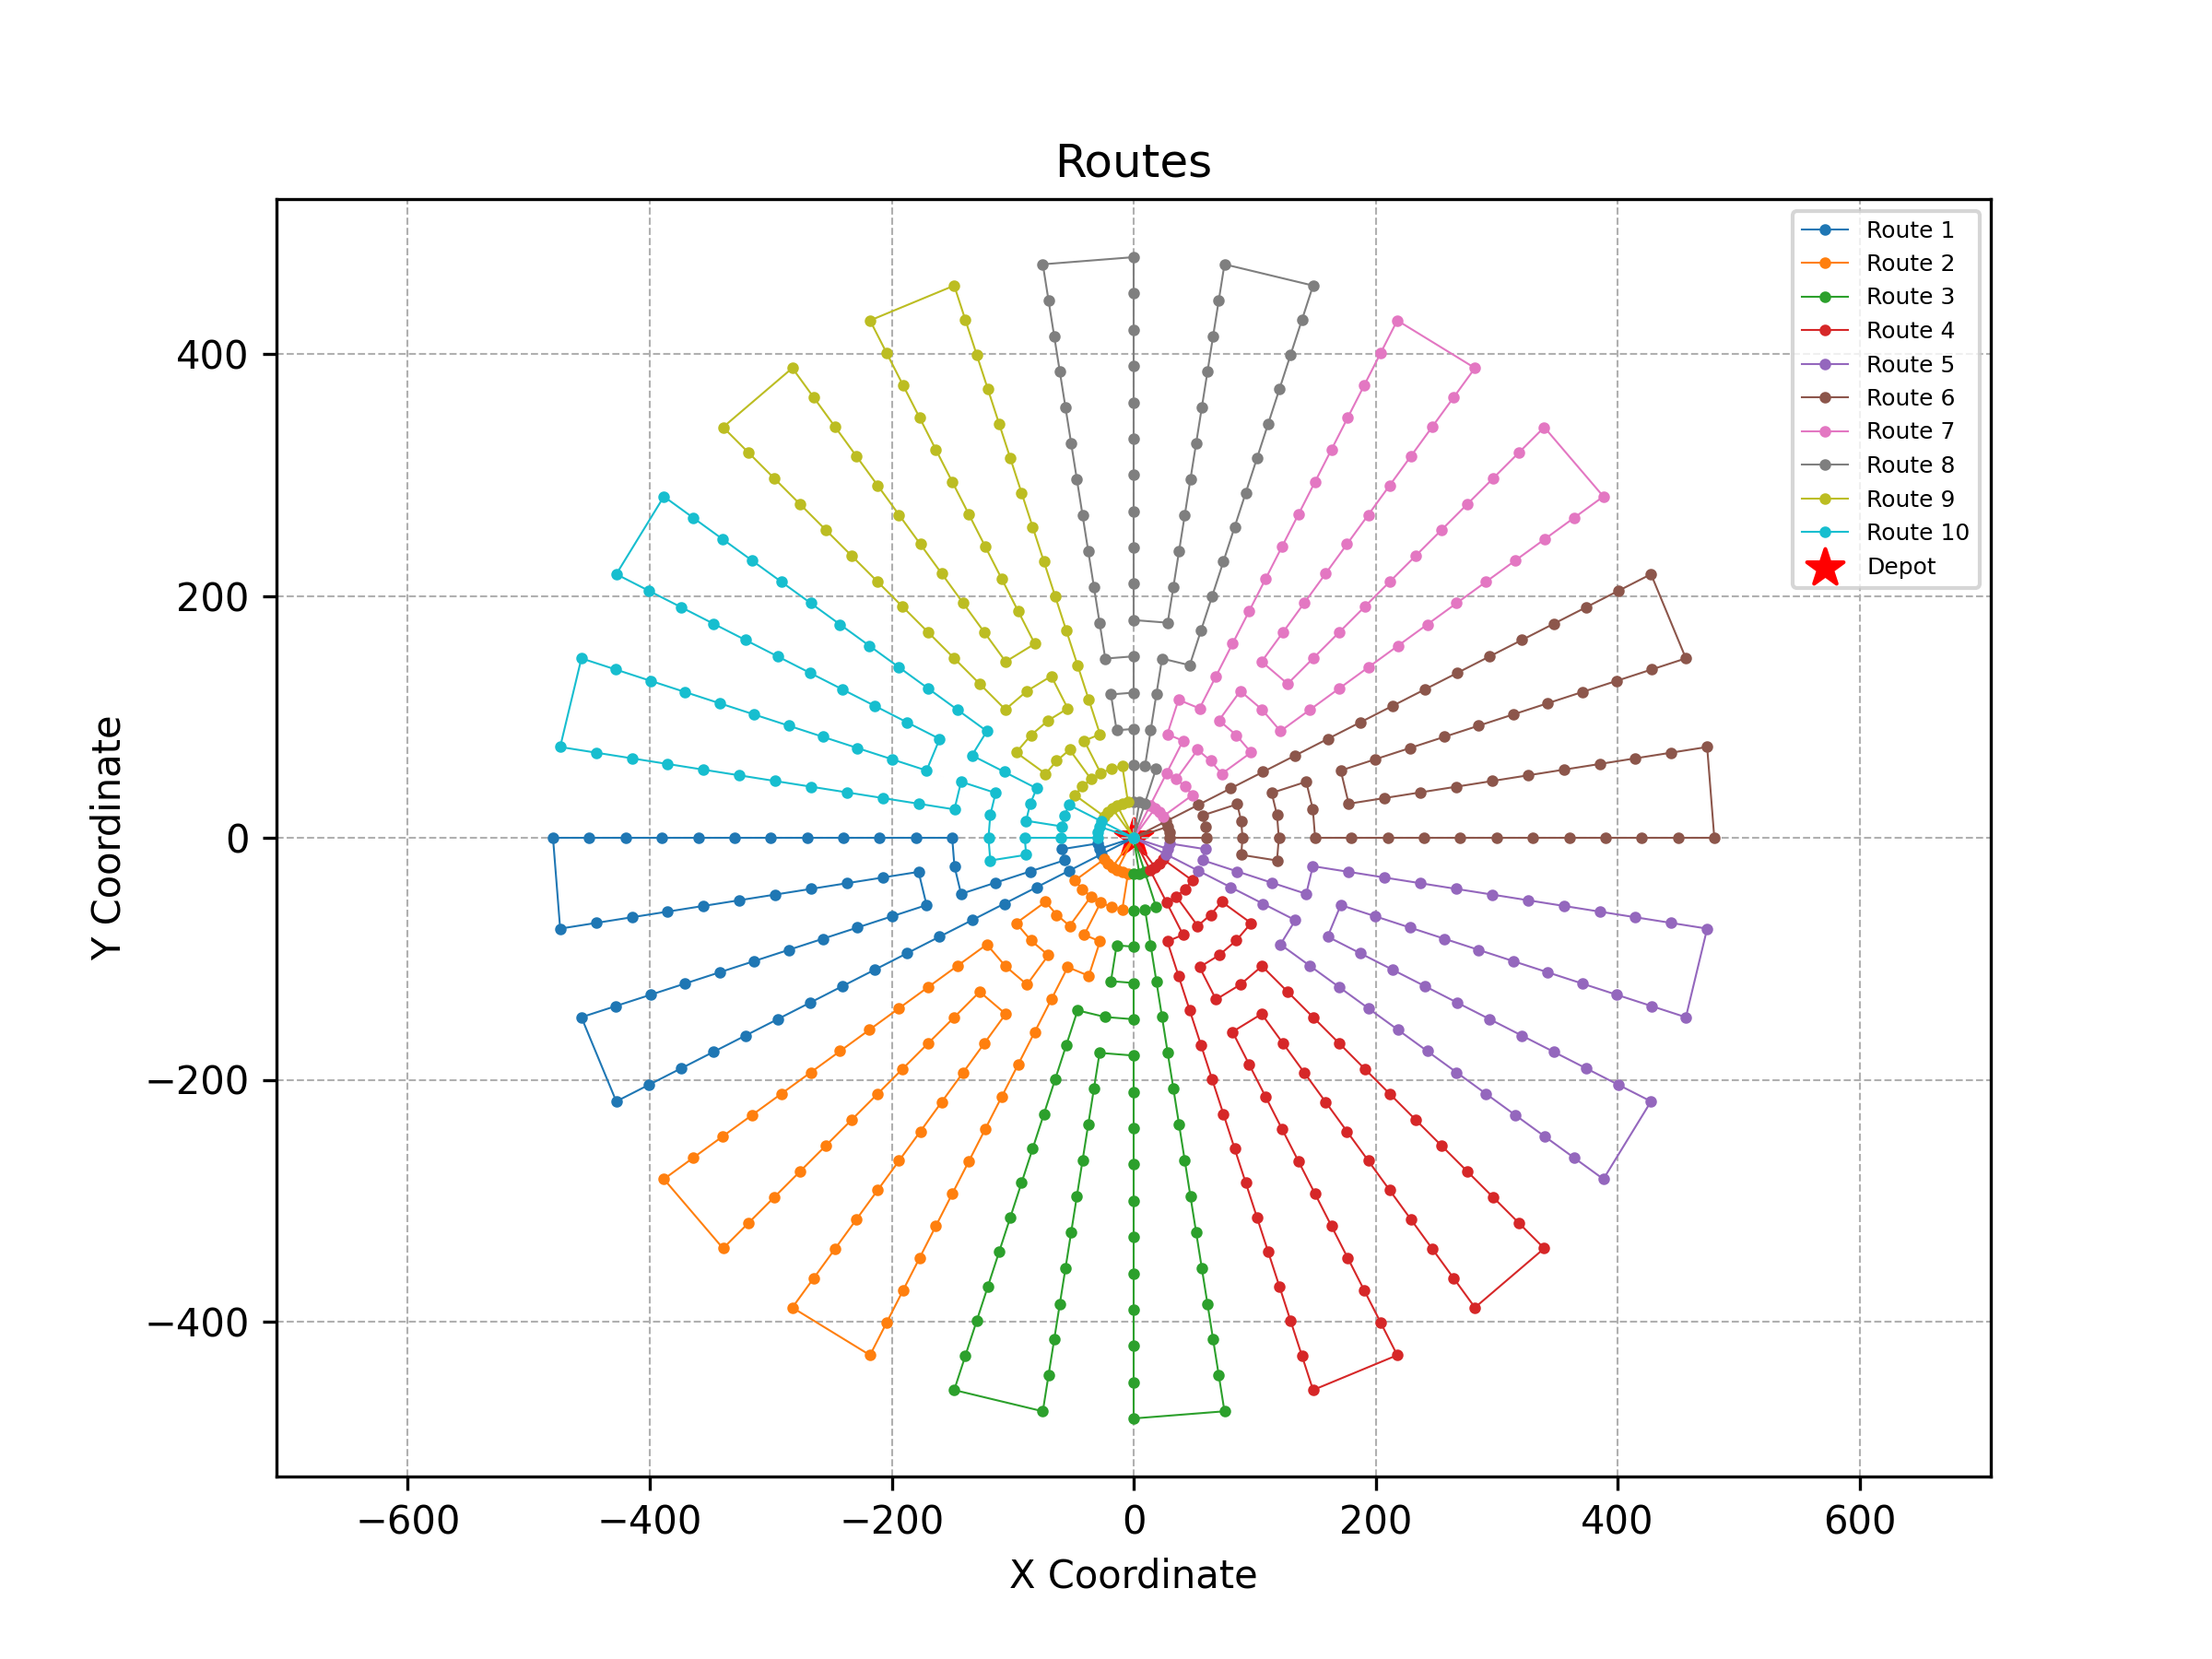 Routes
Route 1
Route 2
Route 3
Route 4
Route 5
Route 6
Route 7
Route 8
Route 9
Route 10
Depot
400
200
0
−200
−400
Y Coordinate
−600
−400
−200
0
200
400
600
X Coordinate